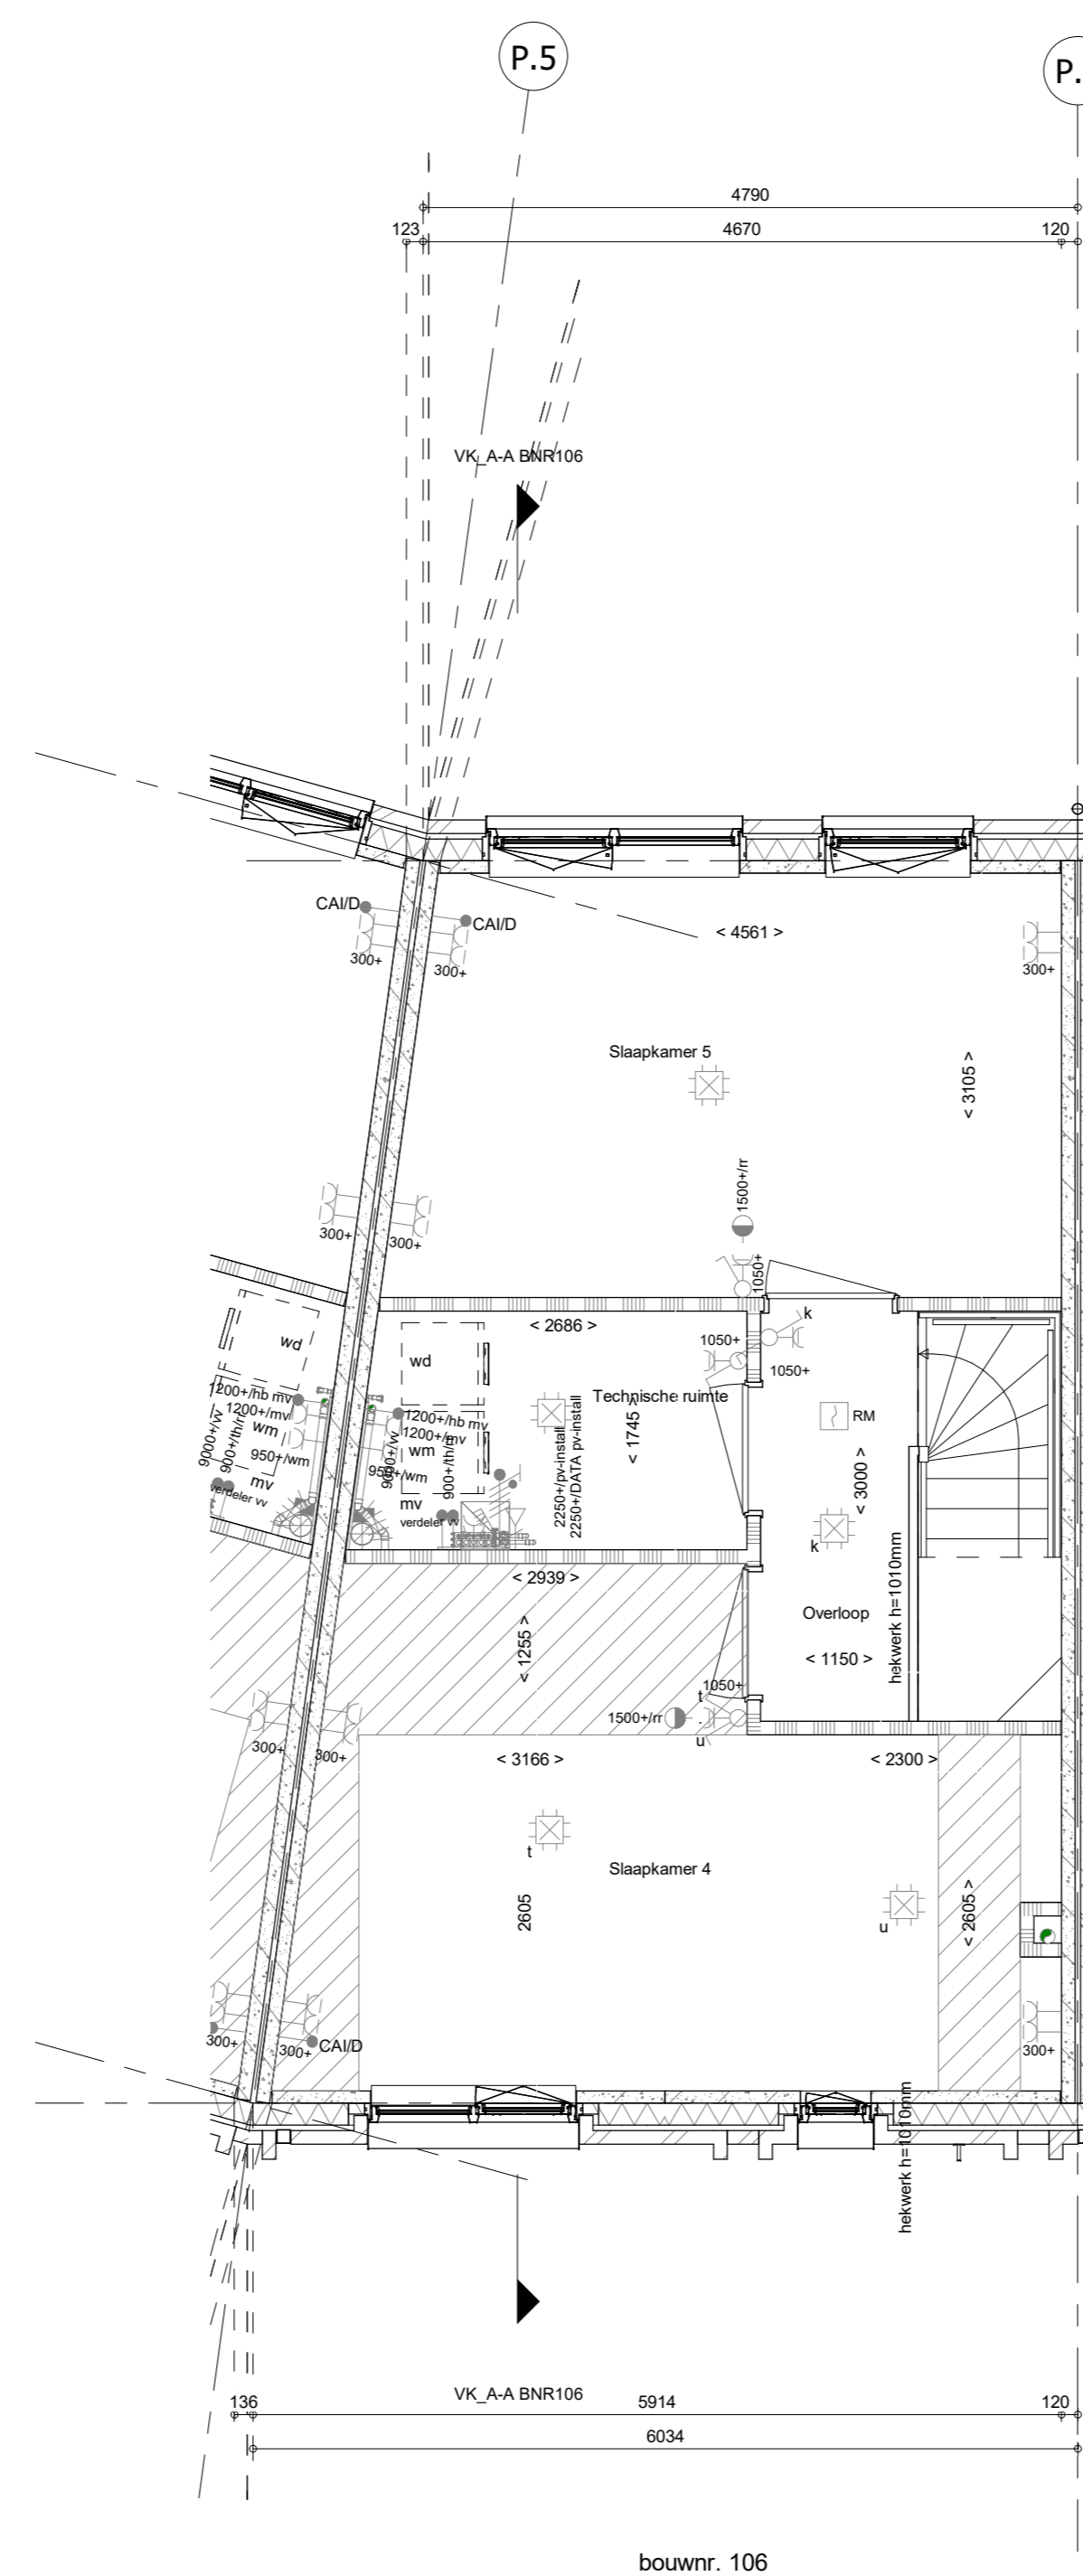 P.5
P.
4790
123
4670
120
VK_A-A BNR106
CAI/D
CAI/D
300+
300+
< 4561 >
300+
Slaapkamer 5
< 3105 >
1500+/rr
300+
300+
1050+
< 2686 >
k
1050+
1050+
wd
wd
Technische ruimte
1200+/hb mv
1200+/mv
wm
950+/wm
9000+/vv
900+/th/rl
mv
verdeler vv
1200+/hb mv
1200+/mv
wm
950+/wm
9000+/vv
mv
verdeler vv
2250+/pv-install
2250+/DATA pv-install
< 1745 >
RM
< 3000 >
k
hekwerk h=1010mm
< 2939 >
< 1255 >
Overloop
< 1150 >
1050+
t
1500+/rr
u
300+
300+
< 3166 >
< 2300 >
t
Slaapkamer 4
2605
u
< 2605 >
300+
300+
CAI/D
300+
hekwerk h=1010mm
VK_A-A BNR106
136
5914
120
6034
bouwnr. 106